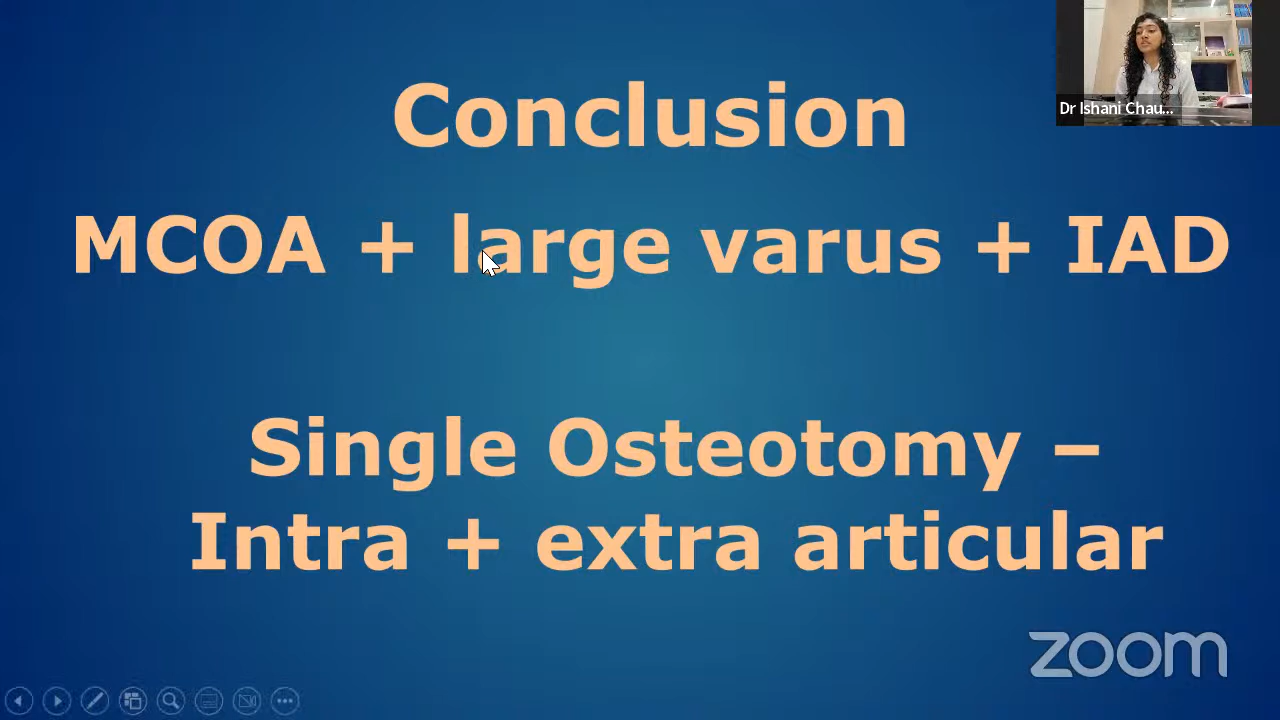 Conclusion
MCOA + large varus + IAD
Single Osteotomy –
Intra + extra articular
Dr Ishani Chau...
zoom